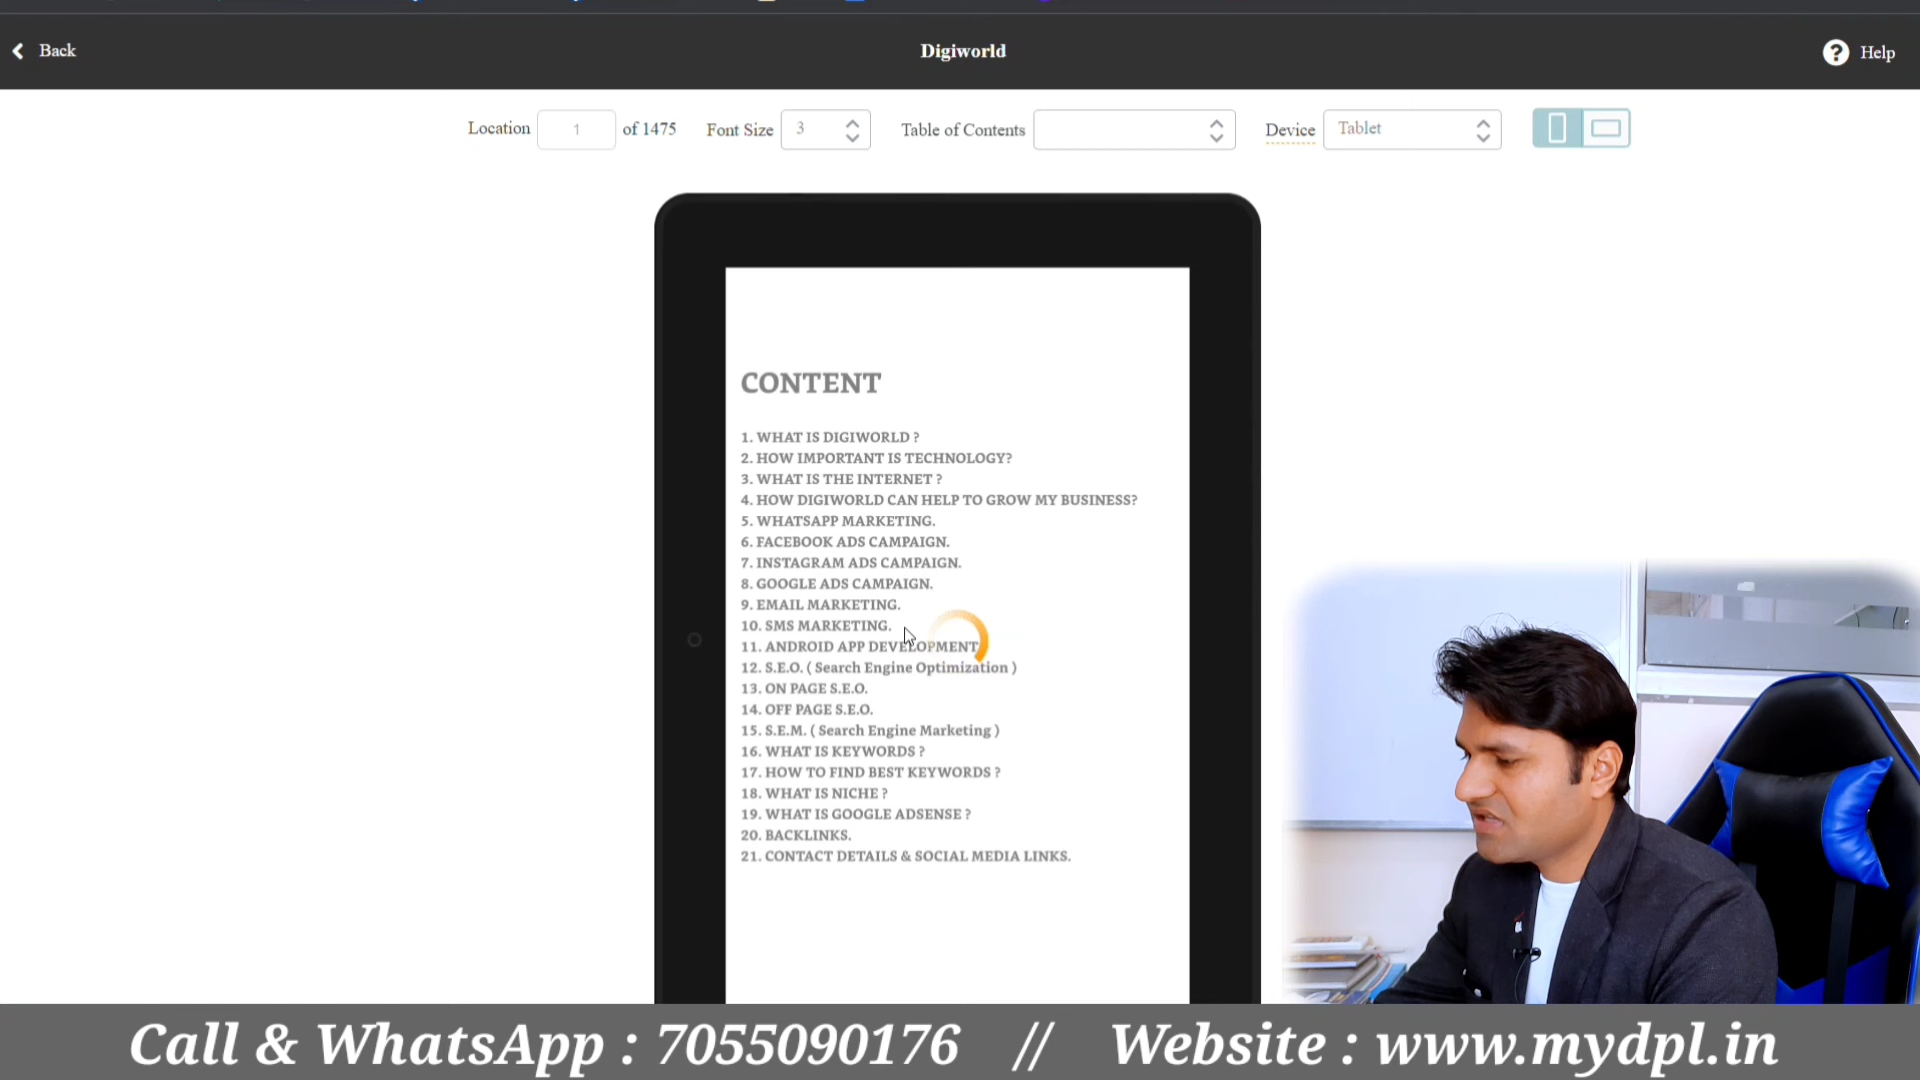 Back
Digiworld
Help
Location 1 of 1475 Font Size 3 Table of Contents Device Tablet
CONTENT
1. WHAT IS DIGIWORLD ?
2. HOW IMPORTANT IS TECHNOLOGY?
3. WHAT IS THE INTERNET ?
4. HOW DIGIWORLD CAN HELP TO GROW MY BUSINESS?
5. WHATSAPP MARKETING.
6. FACEBOOK ADS CAMPAIGN.
7. INSTAGRAM ADS CAMPAIGN.
8. GOOGLE ADS CAMPAIGN.
9. EMAIL MARKETING.
10. SMS MARKETING.
11. ANDROID APP DEVELOPMENT
12. S.E.O. ( Search Engine Optimization )
13. ON PAGE S.E.O.
14. OFF PAGE S.E.O.
15. S.E.M. ( Search Engine Marketing )
16. WHAT IS KEYWORDS ?
17. HOW TO FIND BEST KEYWORDS ?
18. WHAT IS NICHE ?
19. WHAT IS GOOGLE ADSENSE ?
20. BACKLINKS.
21. CONTACT DETAILS & SOCIAL MEDIA LINKS.
Call & WhatsApp : 7055090176 // Website : www.mydpl.in